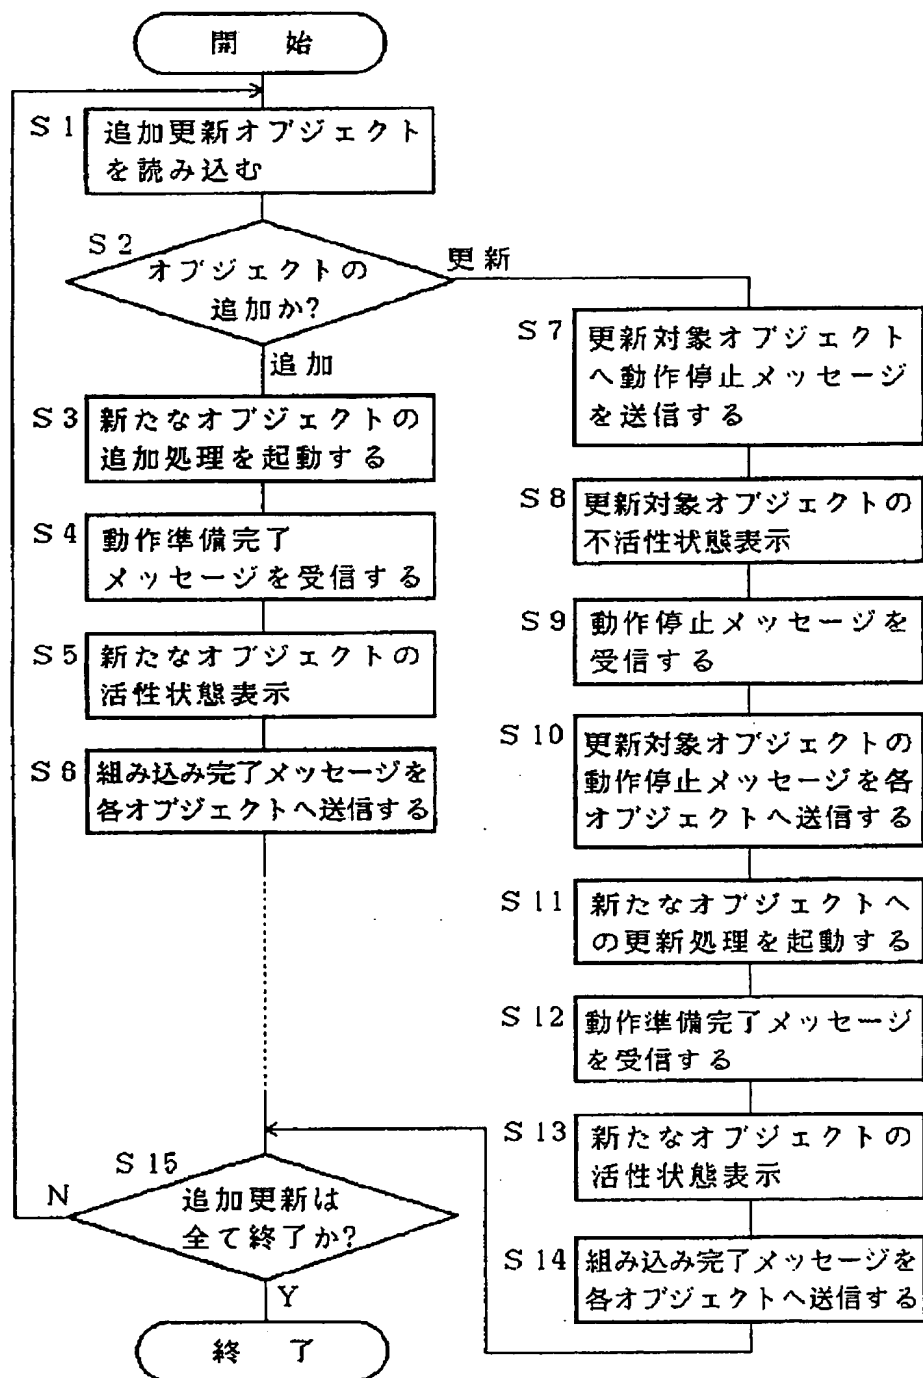 開 始
S1
追加更新オブジェクト
を読み込む
S2
オブジェクトの
追加か?
更新
追加
S3
新たなオブジェクトの
追加処理を起動する
S4
動作準備完了
メッセージを受信する
S5
新たなオブジェクトの
活性状態表示
S6
組み込み完了メッセージを
各オブジェクトへ送信する
S7
更新対象オブジェクト
へ動作停止メッセージ
を送信する
S8
更新対象オブジェクトの
不活性状態表示
S9
動作停止メッセージを
受信する
S10
更新対象オブジェクトの
動作停止メッセージを各
オブジェクトへ送信する
S11
新たなオブジェクトへ
の更新処理を起動する
S12
動作準備完了メッセージ
を受信する
S13
新たなオブジェクトの
活性状態表示
S14
組み込み完了メッセージを
各オブジェクトへ送信する
S15
追加更新は
全て終了か?
N
Y
終 了